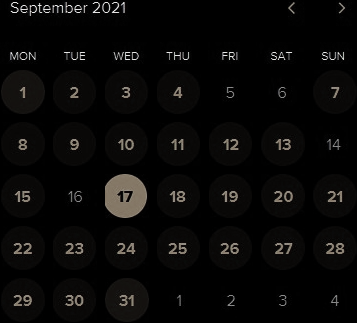 September 2021 < >
MON TUE WED THU FRI SAT SUN
1 2 3 4 5 6 7
8 9 10 11 12 13 14
15 16 17 18 19 20 21
22 23 24 25 26 27 28
29 30 31 1 2 3 4